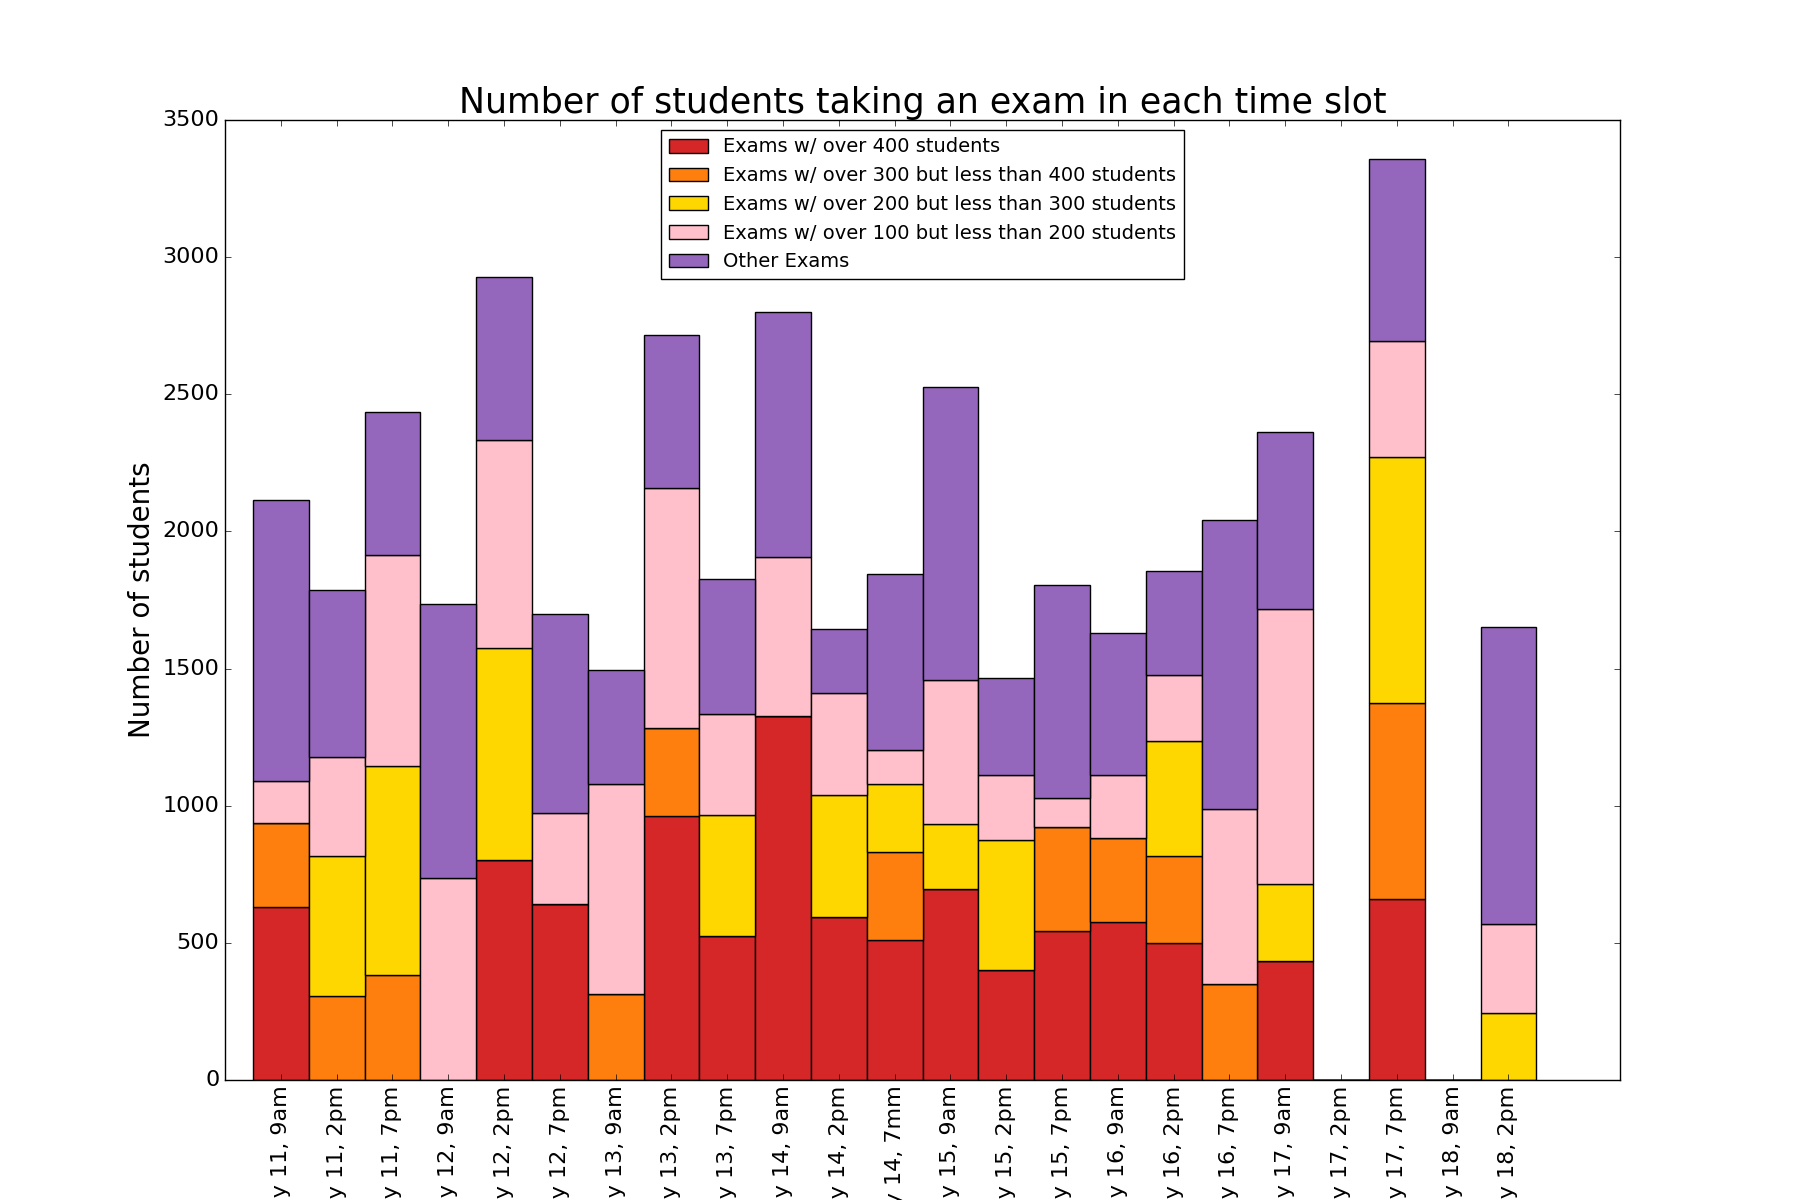 Number of students taking an exam in each time slot
Exams w/ over 400 students
Exams w/ over 300 but less than 400 students
Exams w/ over 200 but less than 300 students
Exams w/ over 100 but less than 200 students
Other Exams
Number of students
3500
3000
2500
2000
1500
1000
500
0
y 11, 9am
y 11, 2pm
y 11, 7pm
y 12, 9am
y 12, 2pm
y 12, 7pm
y 13, 9am
y 13, 2pm
y 13, 7pm
y 14, 9am
y 14, 2pm
y 14, 7mm
y 15, 9am
y 15, 2pm
y 15, 7pm
y 16, 9am
y 16, 2pm
y 16, 7pm
y 17, 9am
y 17, 2pm
y 17, 7pm
y 18, 9am
y 18, 2pm